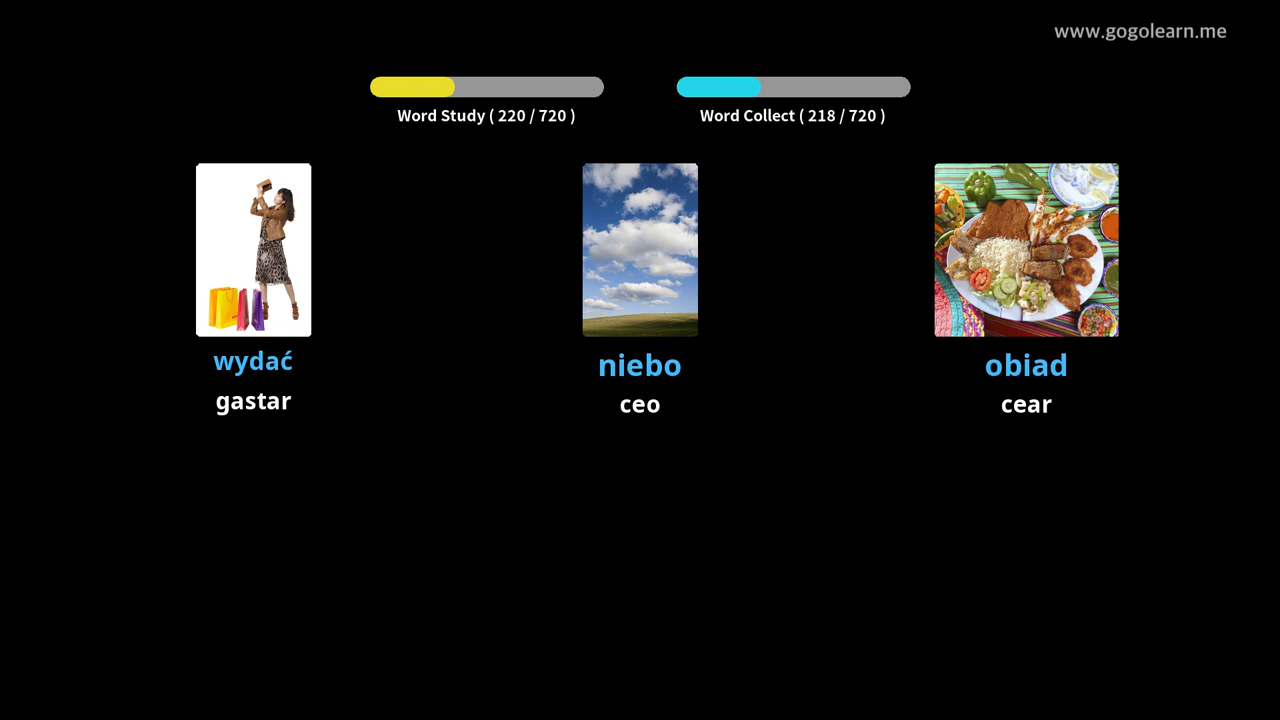 www.gogolearn.me
Word Study ( 220 / 720 )
Word Collect ( 218 / 720 )
wydać
niebo
obiad
gastar
ceo
cear